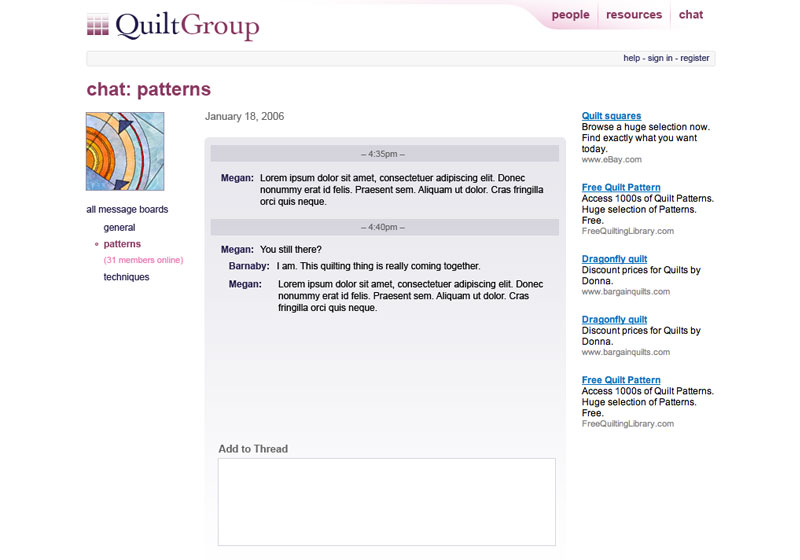 QuiltGroup
people resources chat
help - sign in - register
chat: patterns
January 18, 2006
all message boards
general
patterns
(31 members online)
techniques
– 4:35pm –
Megan: Lorem ipsum dolor sit amet, consectetuer adipiscing elit. Donec
nonummy erat id felis. Praesent sem. Aliquam ut dolor. Cras fringilla
orci quis neque.
– 4:40pm –
Megan: You still there?
Barnaby: I am. This quilting thing is really coming together.
Megan: Lorem ipsum dolor sit amet, consectetuer adipiscing elit. Donec
nonummy erat id felis. Praesent sem. Aliquam ut dolor. Cras
fringilla orci quis neque.
Add to Thread
Quilt squares
Browse a huge selection now.
Find exactly what you want
today.
www.eBay.com
Free Quilt Pattern
Access 1000s of Quilt Patterns.
Huge selection of Patterns.
Free.
FreeQuiltingLibrary.com
Dragonfly quilt
Discount prices for Quilts by
Donna.
www.bargainquilts.com
Dragonfly quilt
Discount prices for Quilts by
Donna.
www.bargainquilts.com
Free Quilt Pattern
Access 1000s of Quilt Patterns.
Huge selection of Patterns.
Free.
FreeQuiltingLibrary.com